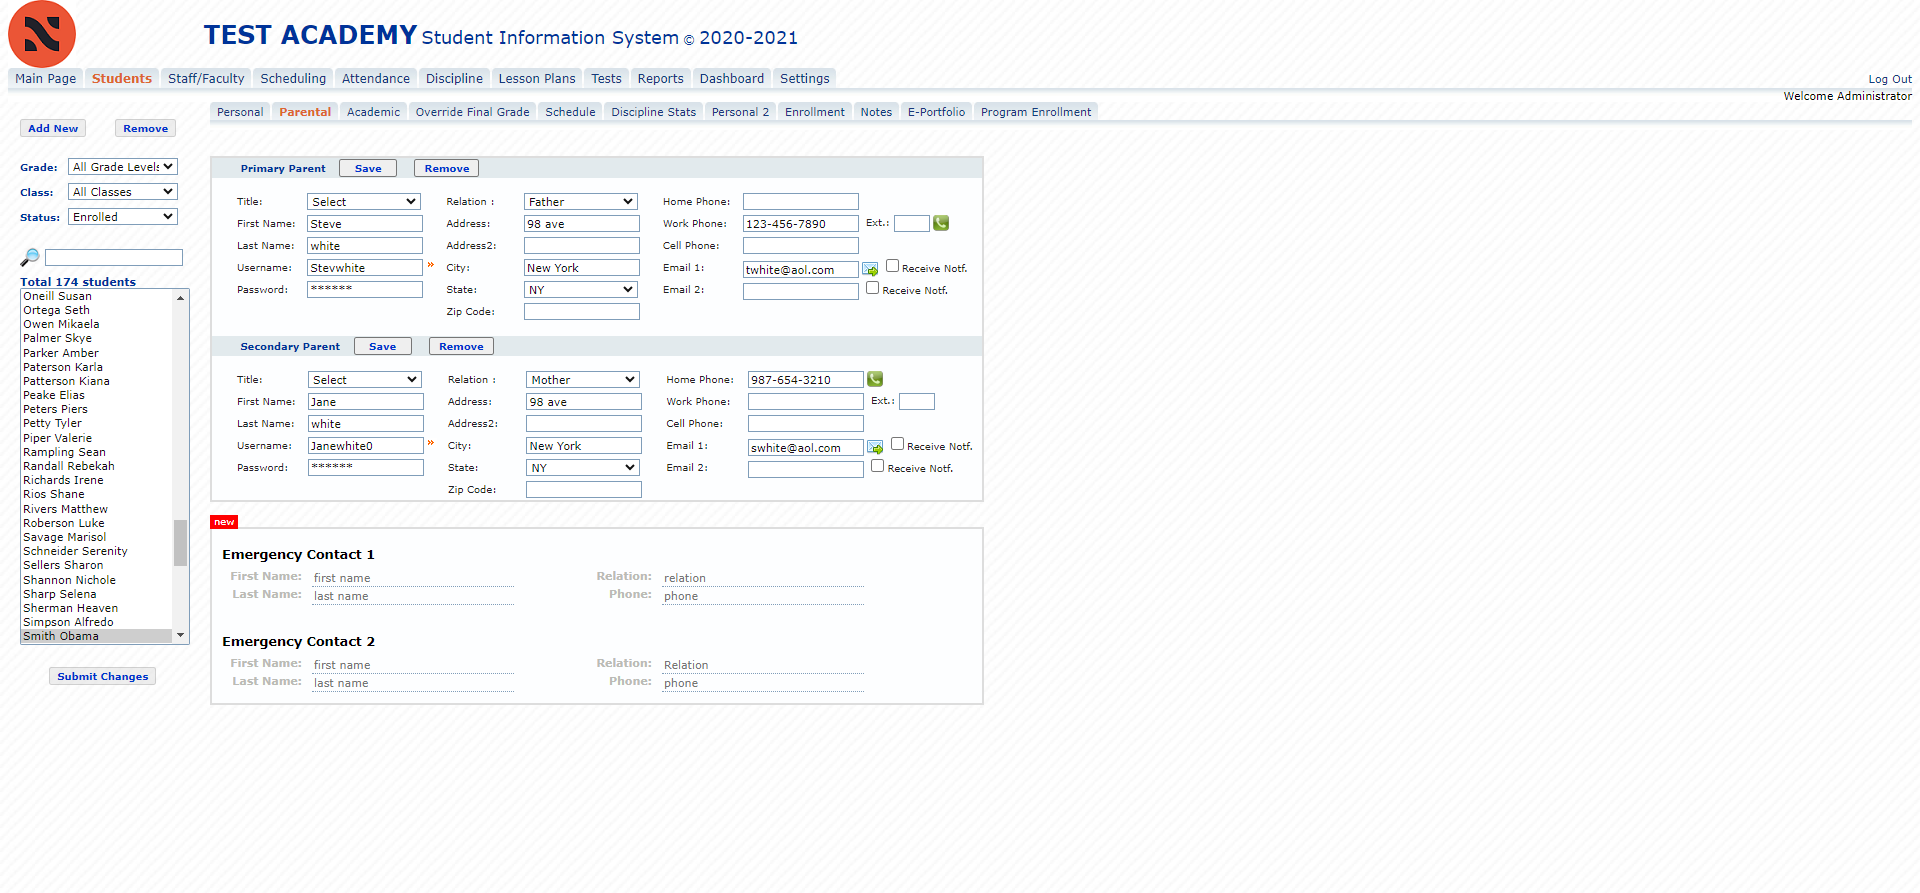 TEST ACADEMY Student Information System © 2020-2021
Main Page Students Staff/Faculty Scheduling Attendance Discipline Lesson Plans Tests Reports Dashboard Settings Log Out
Welcome Administrator
Personal Parental Academic Override Final Grade Schedule Discipline Stats Personal 2 Enrollment Notes E-Portfolio Program Enrollment
Add New Remove
Grade: All Grade Levels
Class: All Classes
Status: Enrolled
Total 174 students
Oneill Susan
Ortega Seth
Owen Mikaela
Palmer Skye
Parker Amber
Paterson Karla
Patterson Kiana
Peake Elias
Peters Piers
Petty Tyler
Piper Valerie
Rampling Sean
Randall Rebekah
Richards Irene
Rios Shane
Rivers Matthew
Roberson Luke
Savage Marisol
Schneider Serenity
Sellers Sharon
Shannon Nichole
Sharp Selena
Sherman Heaven
Simpson Alfredo
Smith Obama
Submit Changes
Primary Parent Save Remove
Title: Select Relation : Father Home Phone:
First Name: Steve Address: 98 ave Work Phone: 123-456-7890 Ext.:
Last Name: white Address2: Cell Phone:
Username: Stevwhite » City: New York Email 1: twhite@aol.com Receive Notf.
Password: ****** State: NY Email 2: Receive Notf.
Zip Code:
Secondary Parent Save Remove
Title: Select Relation : Mother Home Phone: 987-654-3210
First Name: Jane Address: 98 ave Work Phone: Ext.:
Last Name: white Address2: Cell Phone:
Username: Janewhite0 » City: New York Email 1: swhite@aol.com Receive Notf.
Password: ****** State: NY Email 2: Receive Notf.
Zip Code:
new
Emergency Contact 1
First Name: first name Relation: relation
Last Name: last name Phone: phone
Emergency Contact 2
First Name: first name Relation: Relation
Last Name: last name Phone: phone